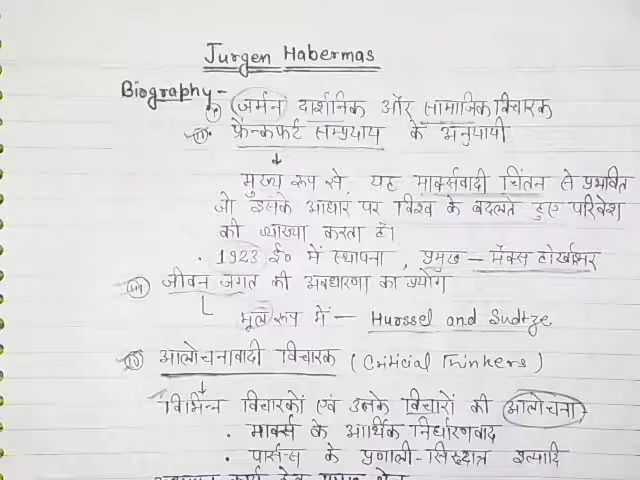 Jurgen Habermas
Biography -
(i) जर्मन दार्शनिक और सामाजिक विचारक
(ii) फ्रैन्कफर्ट सम्प्रदाय के अनुयायी
मुख्य रूप से, यह मार्क्सवादी चिंतन से प्रभावित
जो इसके आधार पर विश्व के बदलते हुए परिवेश
की व्याख्या करता है।
· 1923 ई० में स्थापना, प्रमुख - मैक्स होर्खाइमर
(iii) जीवन जगत की अवधारणा का प्रयोग
मूल रूप में - Hurssel and Sudtze
(iv) आलोचनावादी विचारक (Criticial Thinkers)
विभिन्न विचारकों एवं उनके विचारों की आलोचना
· मार्क्स के आर्थिक निर्धारणवाद
· पार्सन्स के प्रणाली-सिद्धान्त इत्यादि